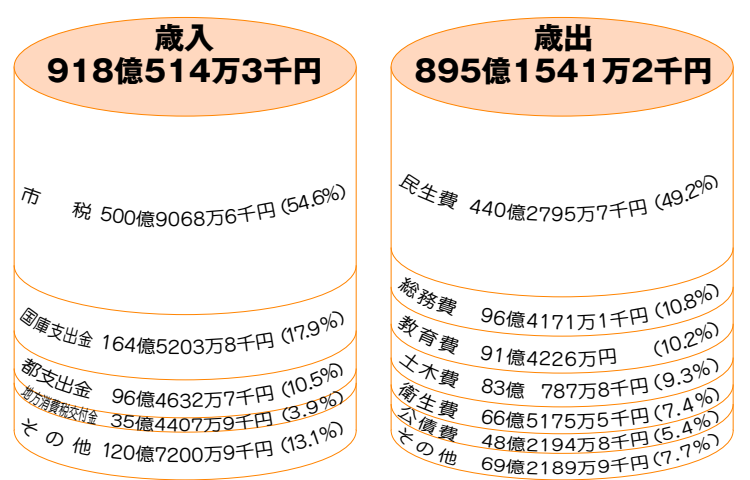 歳入
918億514万3千円
市税 500億9068万6千円(54.6%)
国庫支出金 164億5203万8千円(17.9%)
都支出金 96億4632万7千円(10.5%)
地方消費税交付金 35億4407万9千円(3.9%)
その他 120億7200万9千円(13.1%)
歳出
895億1541万2千円
民生費 440億2795万7千円(49.2%)
総務費 96億4171万1千円(10.8%)
教育費 91億4226万円 (10.2%)
土木費 83億 787万8千円(9.3%)
衛生費 66億5175万5千円(7.4%)
公債費 48億2194万8千円(5.4%)
その他 69億2189万9千円(7.7%)